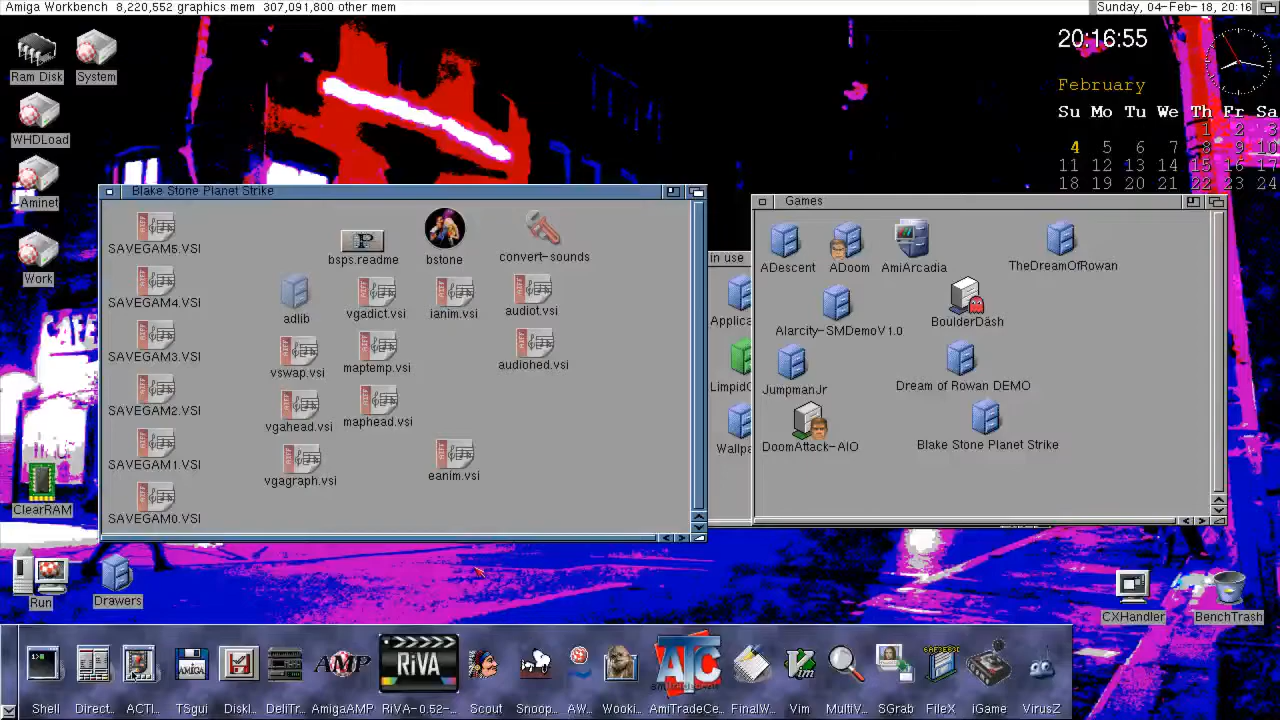 Amiga Workbench 8,220,552 graphics mem 307,091,800 other mem
Sunday, 04-Feb-18, 20:16
20:16:55
February
Su Mo Tu We Th Fr Sa
1 2 3
4 5 6 7 8 9 10
11 12 13 14 15 16 17
18 19 20 21 22 23 24
Ram Disk
System
WHDLoad
Aminet
Work
ClearRAM
Run
Drawers
CAFE
Blake Stone Planet Strike
SAVEGAM5.VSI
SAVEGAM4.VSI
SAVEGAM3.VSI
SAVEGAM2.VSI
SAVEGAM1.VSI
SAVEGAM0.VSI
bsps.readme
bstone
convert-sounds
adlib
vgadict.vsi
ianim.vsi
audiot.vsi
vswap.vsi
maptemp.vsi
audiohed.vsi
vgahead.vsi
maphead.vsi
vgagraph.vsi
eanim.vsi
in use
Applica
LimpidC
Wallpa
Games
ADescent
ADoom
AmiArcadia
TheDreamOfRowan
Alarcity-SMDemoV1.0
BoulderDash
JumpmanJr
Dream of Rowan DEMO
DoomAttack-AIO
Blake Stone Planet Strike
CXHandler
BenchTrash
AMIGA
AMP
RiVA
ATC
Shell
Direct...
ACTI...
TSgui
DiskI...
DeliTr...
AmigaAMP
RiVA-0.52-...
Scout
Snoop...
AW...
Wooki...
AmiTradeCe...
FinalW...
Vim
MultiV...
SGrab
FileX
iGame
VirusZ